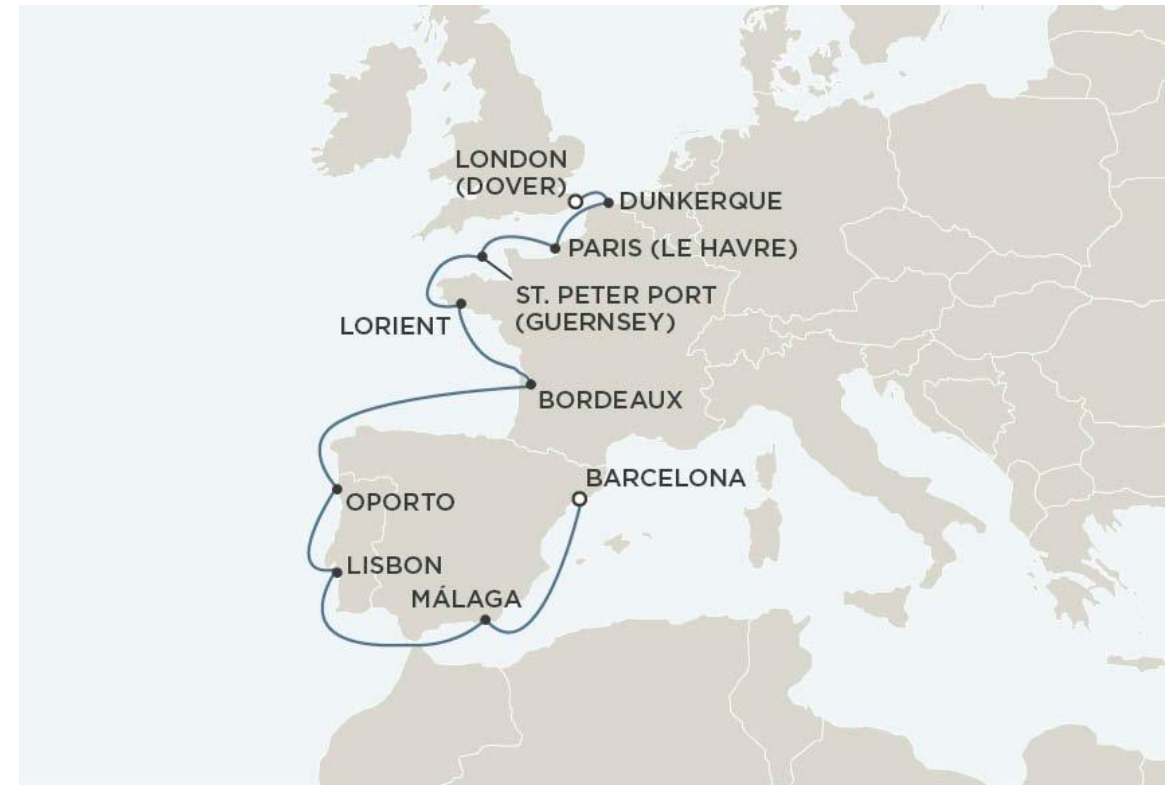 LONDON
(DOVER)
DUNKERQUE
PARIS (LE HAVRE)
ST. PETER PORT
(GUERNSEY)
LORIENT
BORDEAUX
BARCELONA
OPORTO
LISBON
MÁLAGA